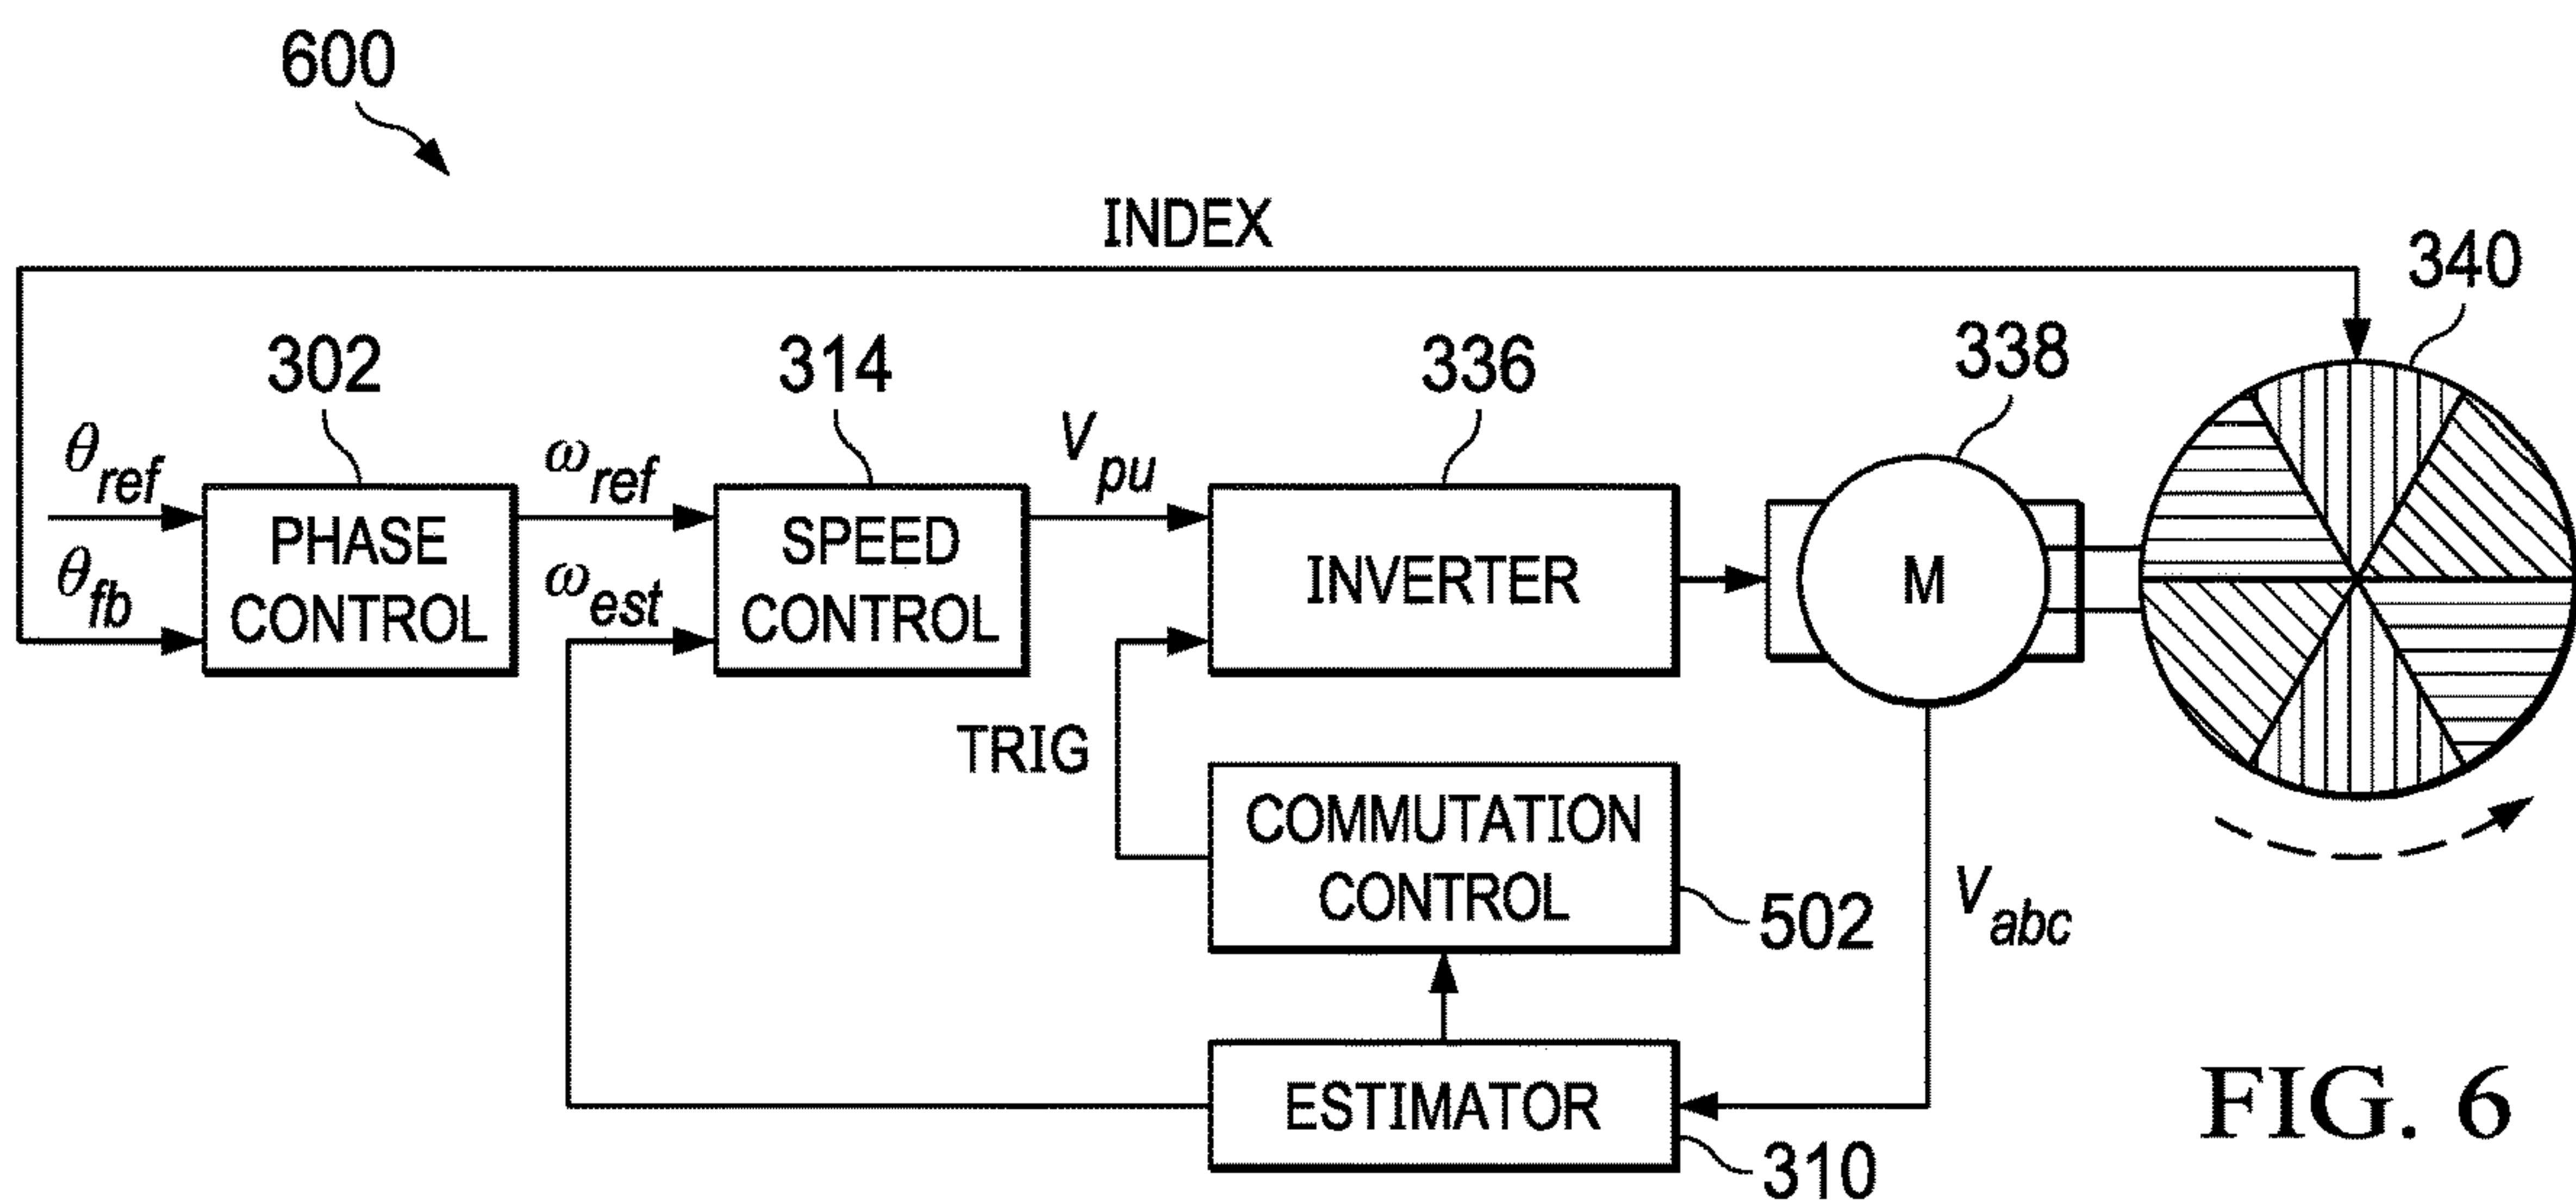 600
INDEX
340
302
314
336
338
θref
ωref
Vpu
PHASE
CONTROL
θfb
SPEED
CONTROL
ωest
INVERTER
M
TRIG
COMMUTATION
CONTROL
502
Vabc
ESTIMATOR
310
FIG. 6